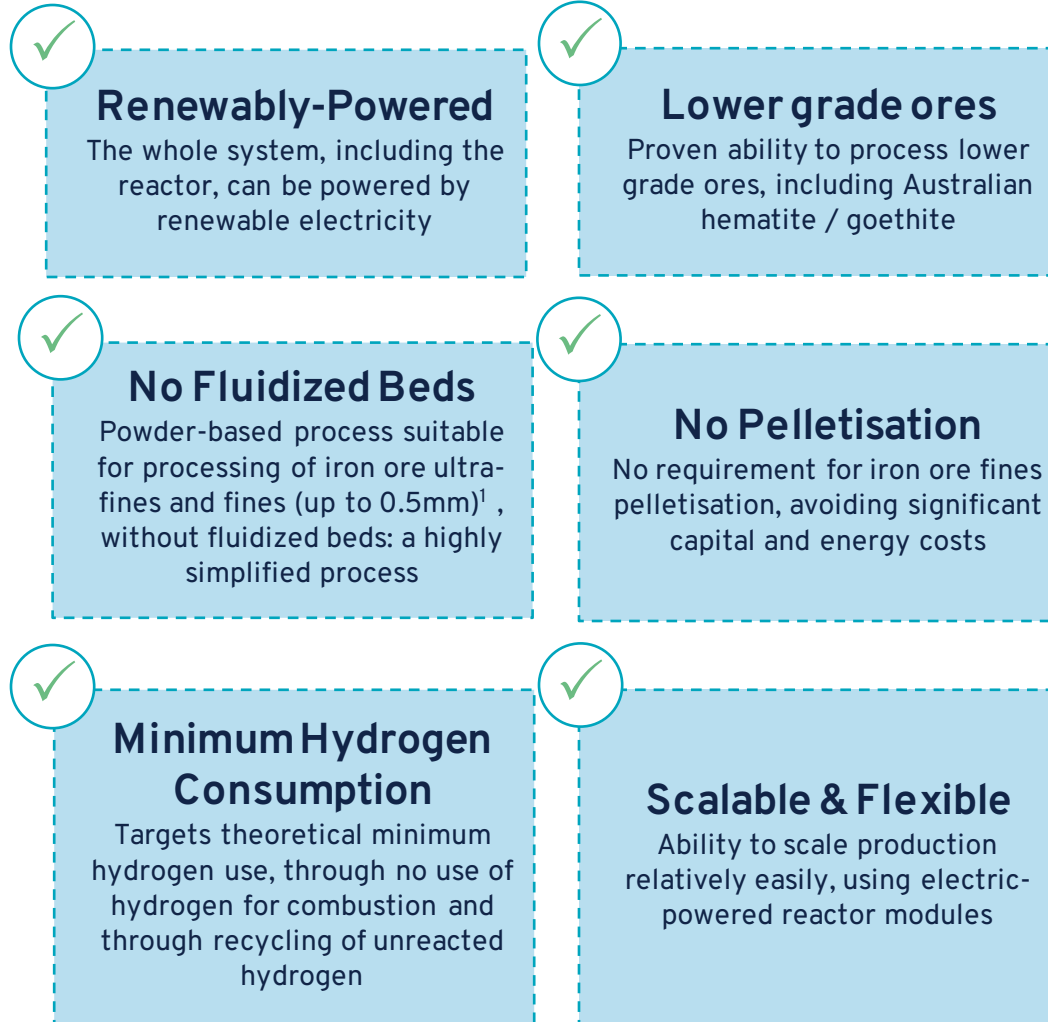 Renewably-Powered
The whole system, including the
reactor, can be powered by
renewable electricity
Lower grade ores
Proven ability to process lower
grade ores, including Australian
hematite / goethite
No Fluidized Beds
Powder-based process suitable
for processing of iron ore ultra-
fines and fines (up to 0.5mm)¹ ,
without fluidized beds: a highly
simplified process
No Pelletisation
No requirement for iron ore fines
pelletisation, avoiding significant
capital and energy costs
Minimum Hydrogen
Consumption
Targets theoretical minimum
hydrogen use, through no use of
hydrogen for combustion and
through recycling of unreacted
hydrogen
Scalable & Flexible
Ability to scale production
relatively easily, using electric-
powered reactor modules